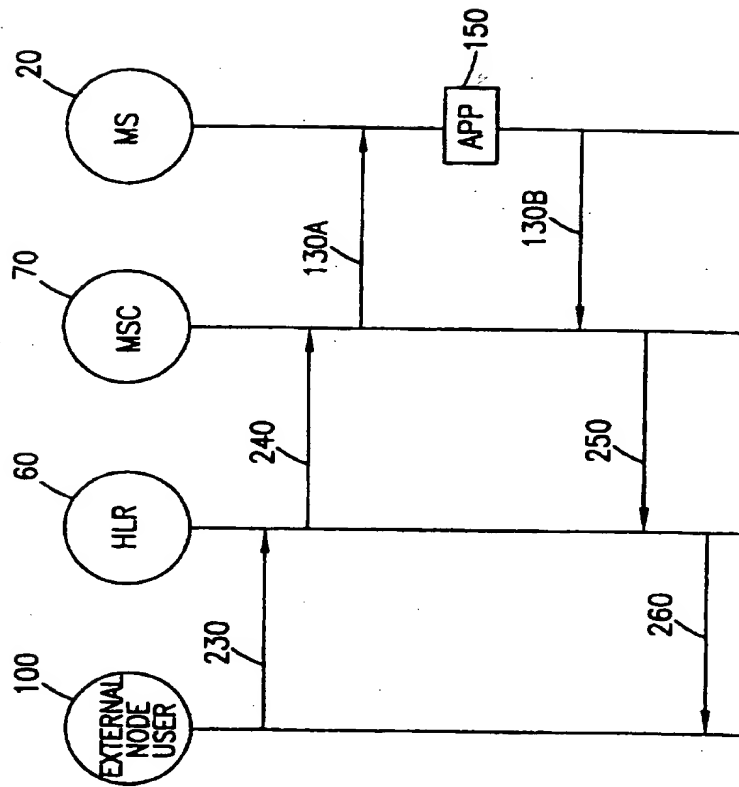 100
60
70
20
EXTERNAL
NODE
USER
HLR
MSC
MS
230
240
130A
APP
150
130B
250
260